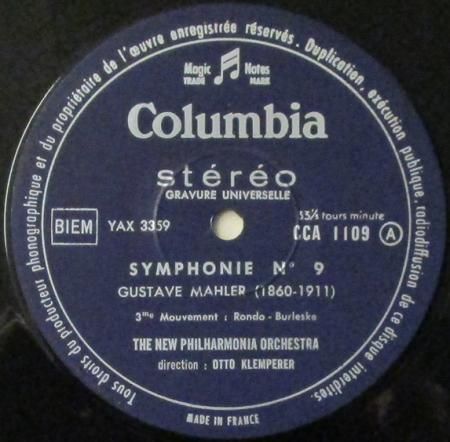 Tous droits du producteur phonographique et du propriétaire de l'œuvre enregistrée réservés. Duplication, exécution publique, radiodiffusion de ce disque interdites.
Magic Notes
TRADE MARK
Columbia
stéréo
GRAVURE UNIVERSELLE
BIEM YAX 3359
33⅓ tours minute
CCA 1109 A
SYMPHONIE N° 9
GUSTAVE MAHLER (1860-1911)
3me Mouvement : Rondo - Burleske
THE NEW PHILHARMONIA ORCHESTRA
direction : OTTO KLEMPERER
MADE IN FRANCE